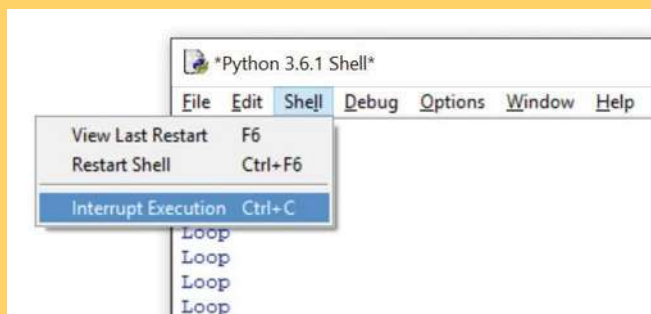 *Python 3.6.1 Shell*
File Edit Shell Debug Options Window Help
View Last Restart F6
Restart Shell Ctrl+F6
Interrupt Execution Ctrl+C
Loop
Loop
Loop
Loop